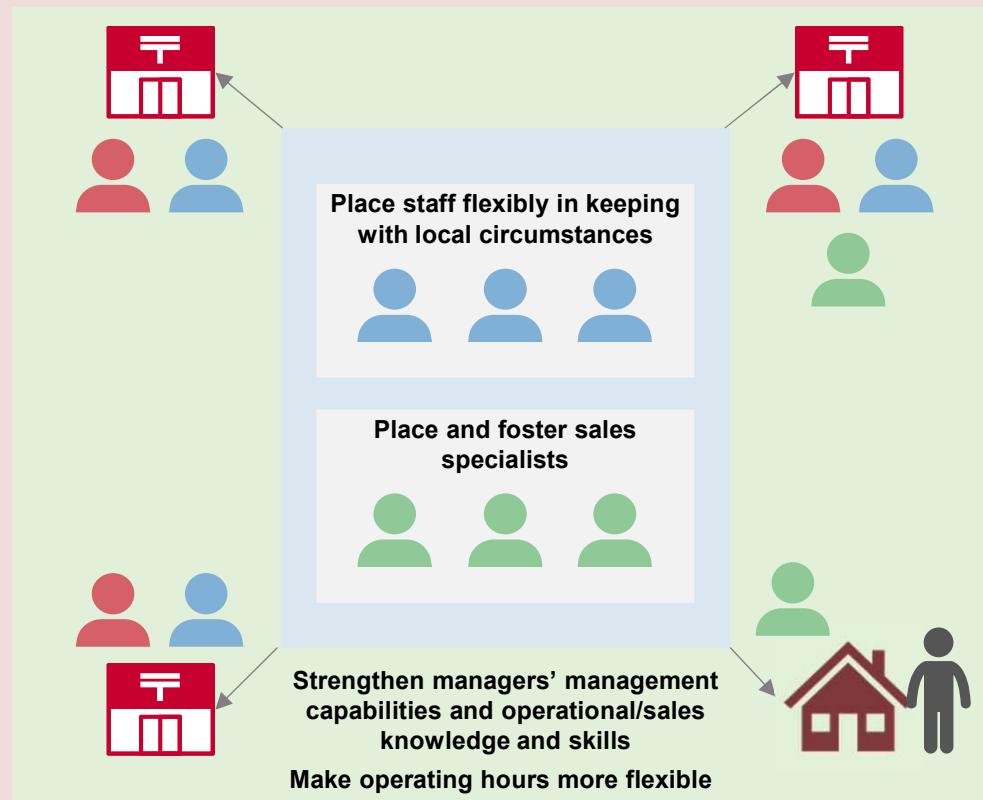 Place staff flexibly in keeping
with local circumstances
Place and foster sales
specialists
Strengthen managers’ management
capabilities and operational/sales
knowledge and skills
Make operating hours more flexible